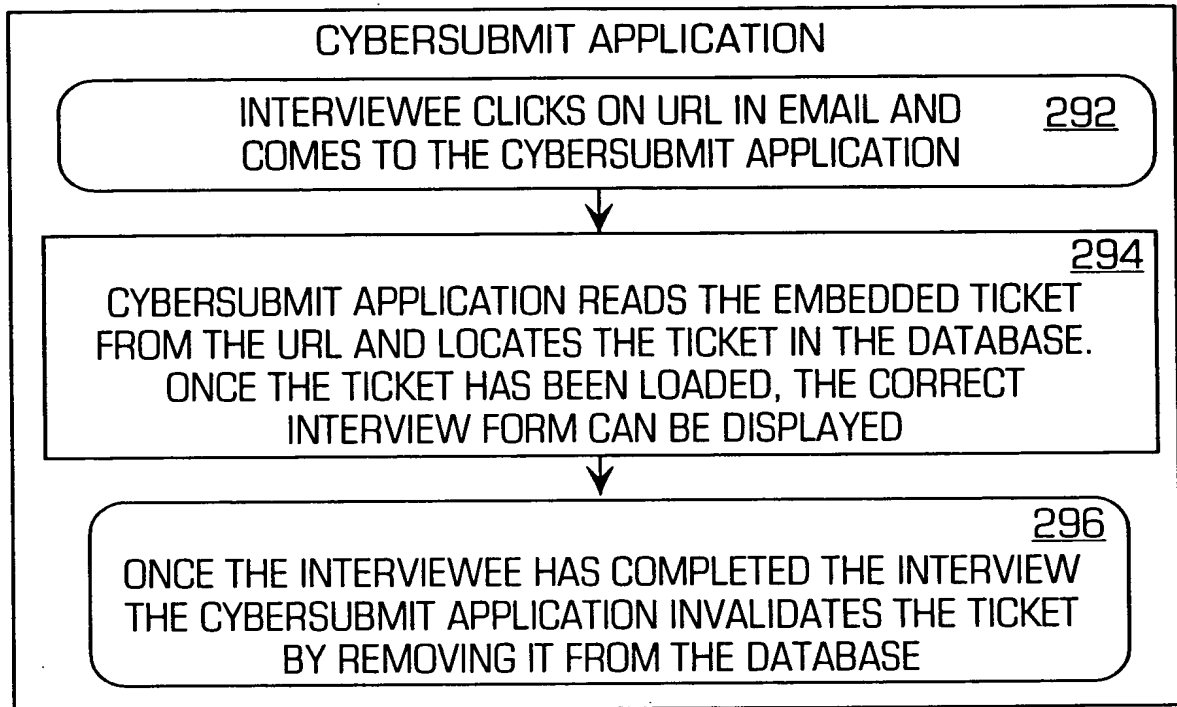 CYBERSUBMIT APPLICATION
INTERVIEWEE CLICKS ON URL IN EMAIL AND 292
COMES TO THE CYBERSUBMIT APPLICATION
294
CYBERSUBMIT APPLICATION READS THE EMBEDDED TICKET
FROM THE URL AND LOCATES THE TICKET IN THE DATABASE.
ONCE THE TICKET HAS BEEN LOADED, THE CORRECT
INTERVIEW FORM CAN BE DISPLAYED
296
ONCE THE INTERVIEWEE HAS COMPLETED THE INTERVIEW
THE CYBERSUBMIT APPLICATION INVALIDATES THE TICKET
BY REMOVING IT FROM THE DATABASE